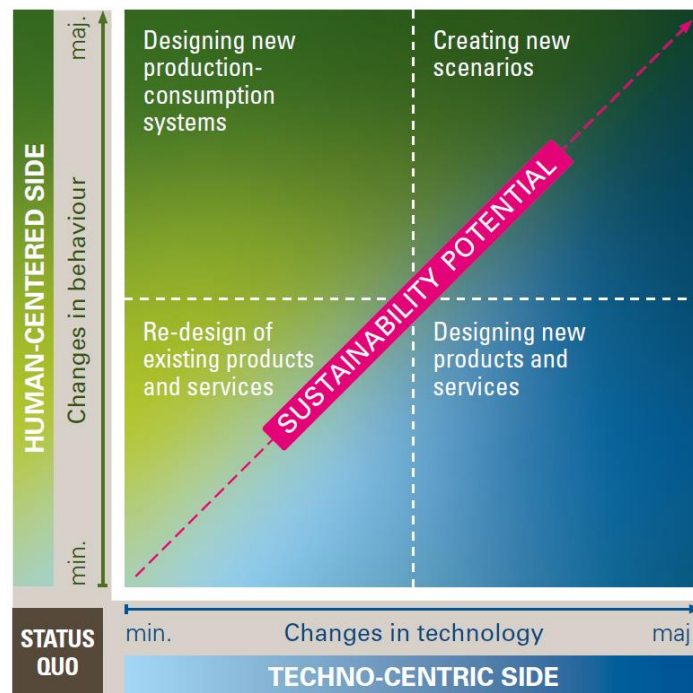 maj.
Changes in behaviour
min.
HUMAN-CENTERED SIDE
Designing new
production-
consumption
systems
Creating new
scenarios
SUSTAINABILITY POTENTIAL
Re-design of
existing products
and services
Designing new
products and
services
STATUS
QUO
min.
Changes in technology
maj.
TECHNO-CENTRIC SIDE